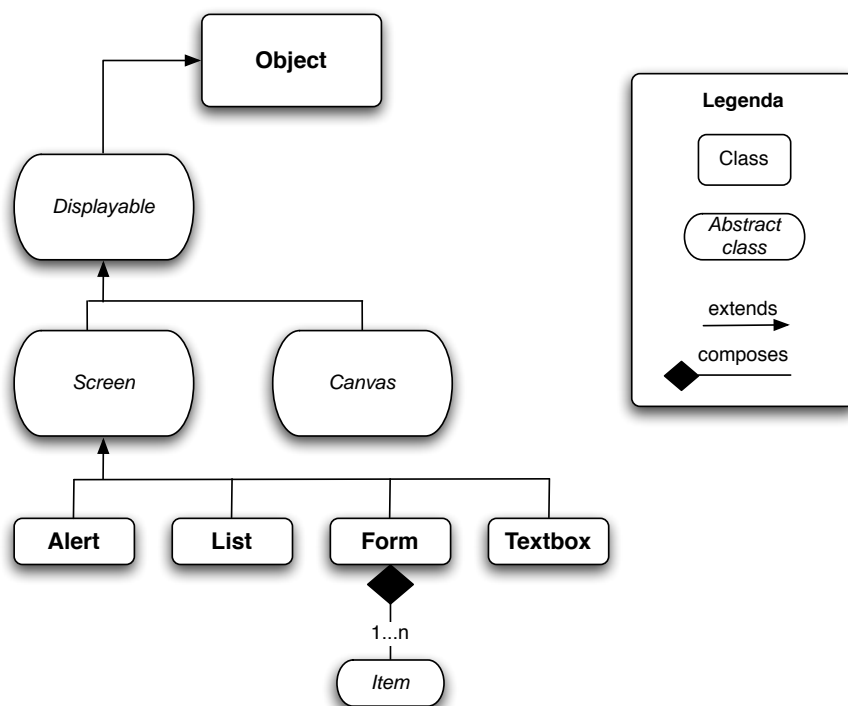 Object
Displayable
Screen
Canvas
Alert
List
Form
Textbox
1...n
Item
Legenda
Class
Abstract
class
extends
composes